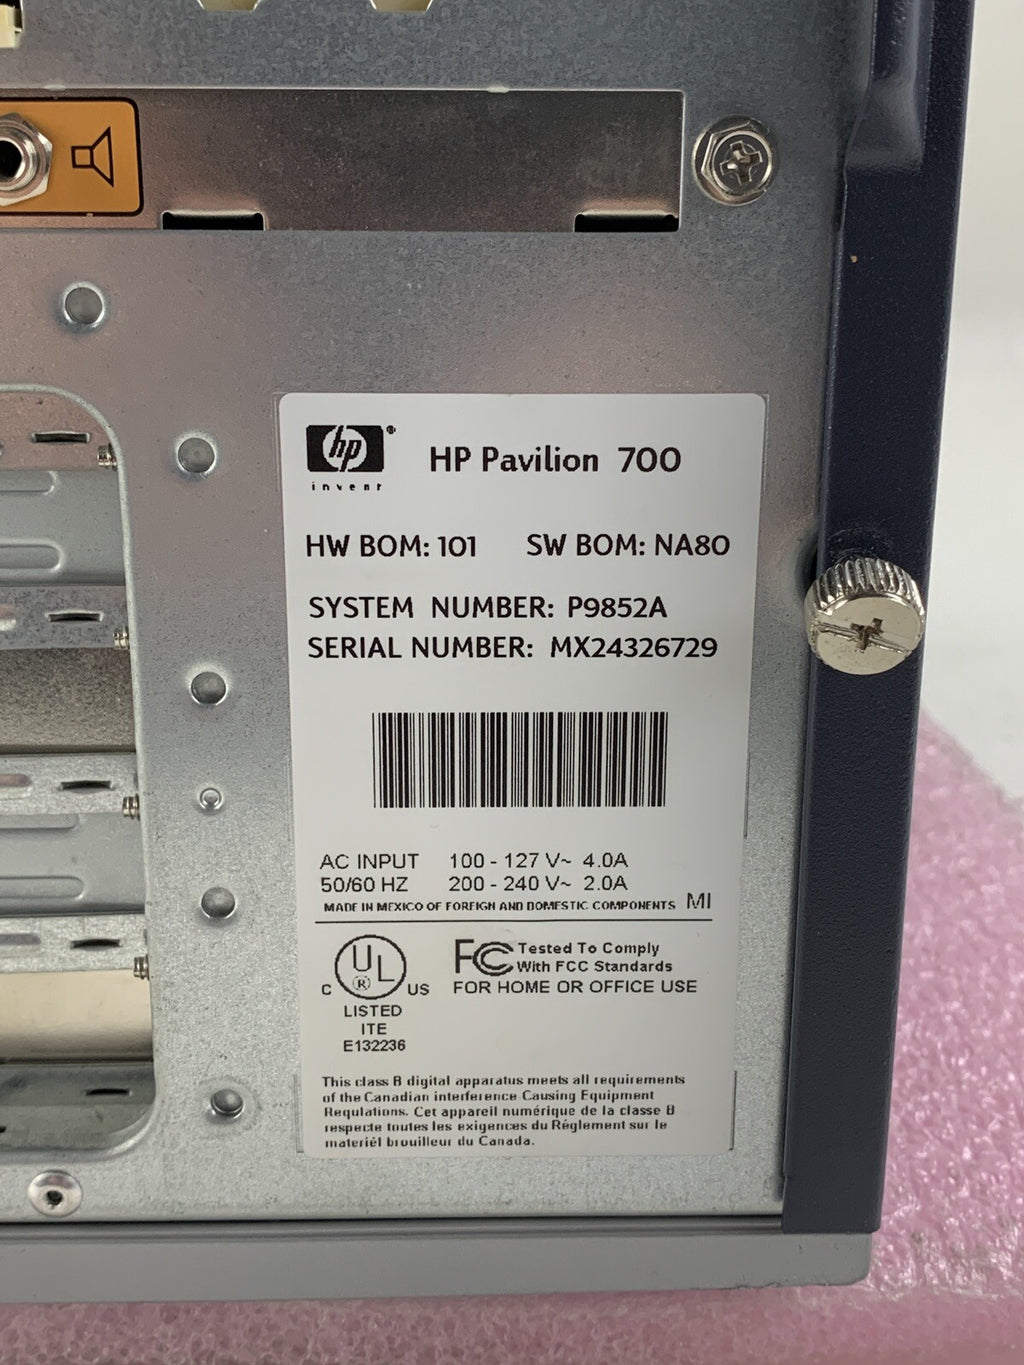 hp®
invent
HP Pavilion 700
HW BOM: 101 SW BOM: NA80
SYSTEM NUMBER: P9852A
SERIAL NUMBER: MX24326729
AC INPUT 100 - 127 V~ 4.0A
50/60 HZ 200 - 240 V~ 2.0A
MADE IN MEXICO OF FOREIGN AND DOMESTIC COMPONENTS MI
C UL® US
LISTED
ITE
E132236
FC Tested To Comply
With FCC Standards
FOR HOME OR OFFICE USE
This class B digital apparatus meets all requirements
of the Canadian interference Causing Equipment
Regulations. Cet appareil numérique de la classe B
respecte toutes les exigences du Réglement sur le
materiél brouilleur du Canada.